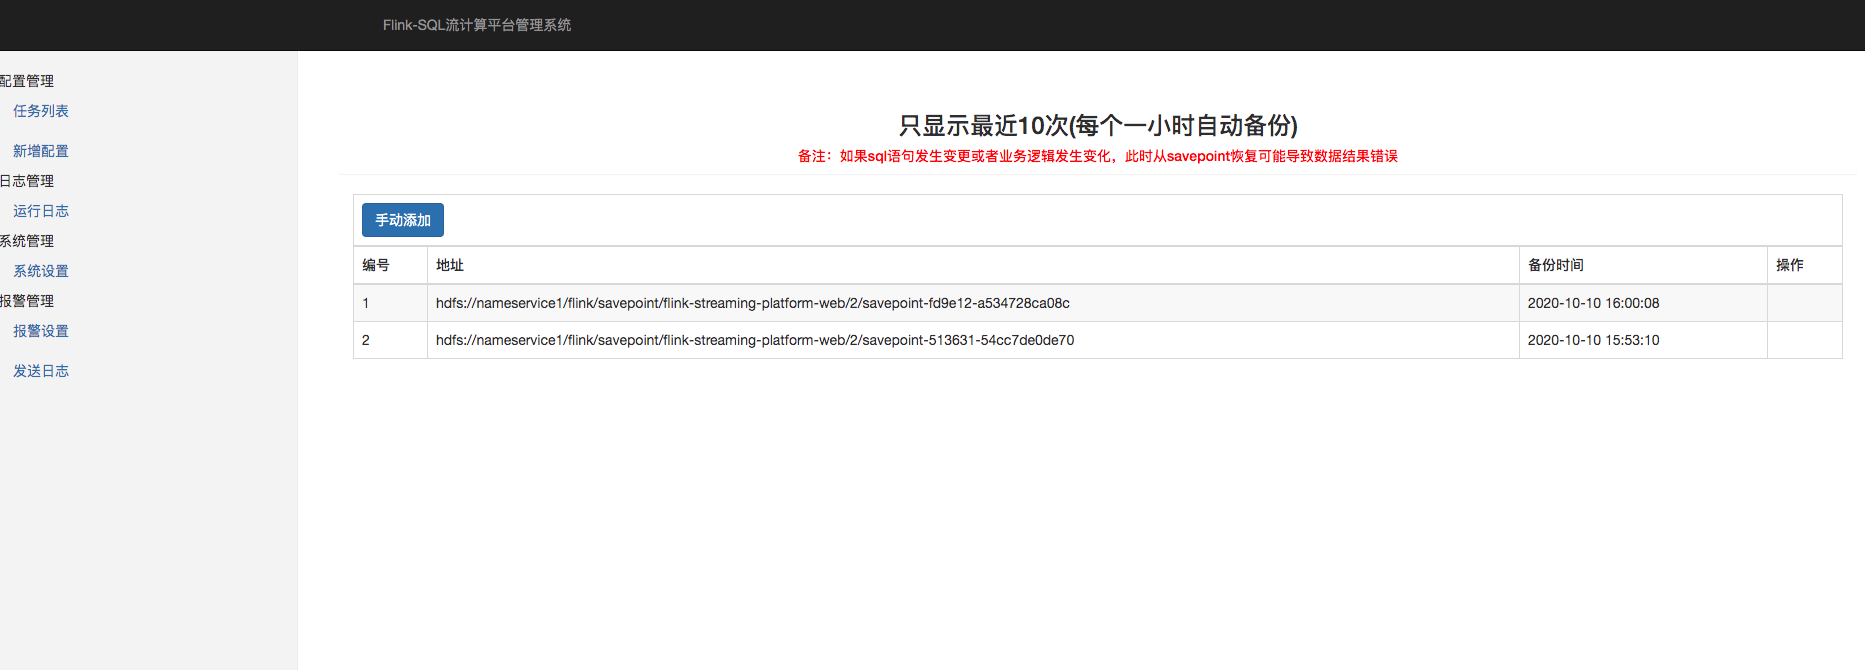 Flink-SQL流计算平台管理系统
配置管理
任务列表
新增配置
日志管理
运行日志
系统管理
系统设置
报警管理
报警设置
发送日志
只显示最近10次(每个一小时自动备份)
备注：如果sql语句发生变更或者业务逻辑发生变化，此时从savepoint恢复可能导致数据结果错误
手动添加
编号 地址 备份时间 操作
1 hdfs://nameservice1/flink/savepoint/flink-streaming-platform-web/2/savepoint-fd9e12-a534728ca08c 2020-10-10 16:00:08
2 hdfs://nameservice1/flink/savepoint/flink-streaming-platform-web/2/savepoint-513631-54cc7de0de70 2020-10-10 15:53:10